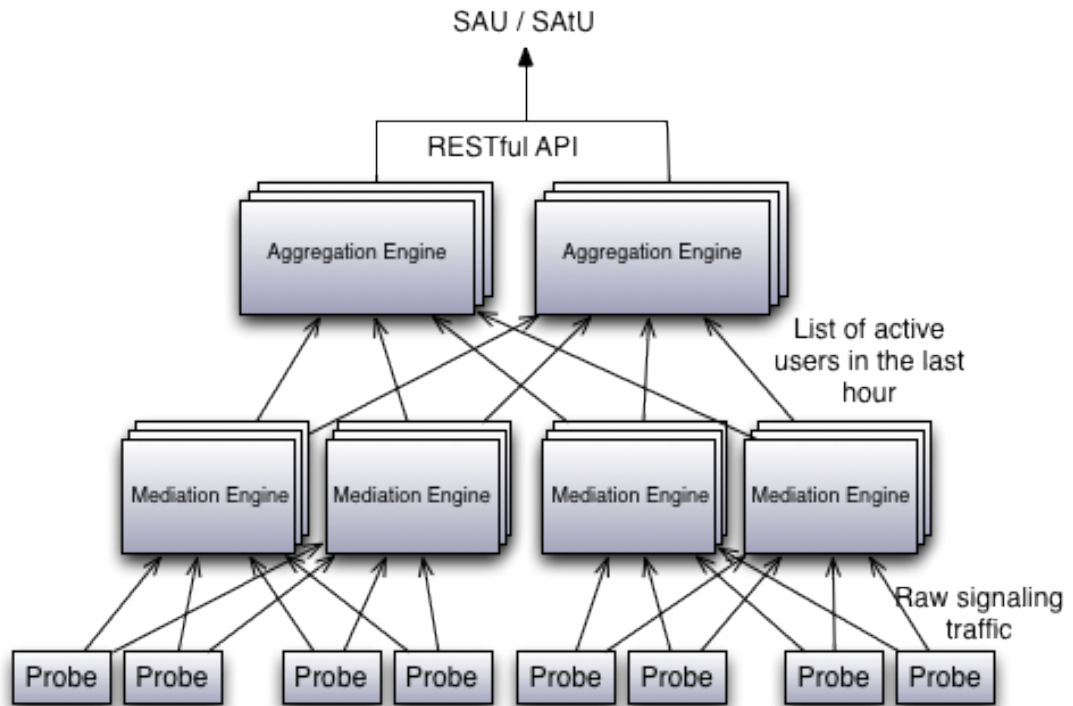 SAU / SAtU
RESTful API
Aggregation Engine
Aggregation Engine
List of active
users in the last
hour
Mediation Engine
Mediation Engine
Mediation Engine
Mediation Engine
Raw signaling
traffic
Probe
Probe
Probe
Probe
Probe
Probe
Probe
Probe